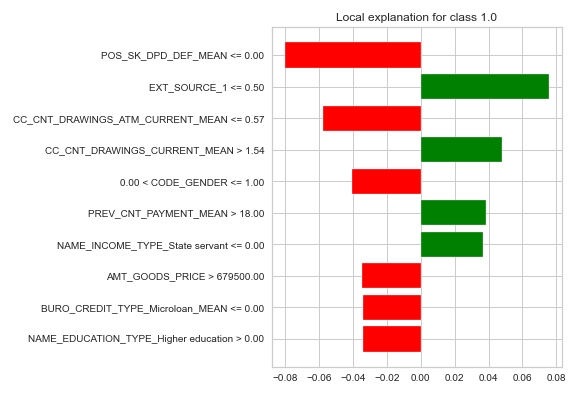 Local explanation for class 1.0
POS_SK_DPD_DEF_MEAN <= 0.00
EXT_SOURCE_1 <= 0.50
CC_CNT_DRAWINGS_ATM_CURRENT_MEAN <= 0.57
CC_CNT_DRAWINGS_CURRENT_MEAN > 1.54
0.00 < CODE_GENDER <= 1.00
PREV_CNT_PAYMENT_MEAN > 18.00
NAME_INCOME_TYPE_State servant <= 0.00
AMT_GOODS_PRICE > 679500.00
BURO_CREDIT_TYPE_Microloan_MEAN <= 0.00
NAME_EDUCATION_TYPE_Higher education > 0.00
−0.08 −0.06 −0.04 −0.02 0.00 0.02 0.04 0.06 0.08